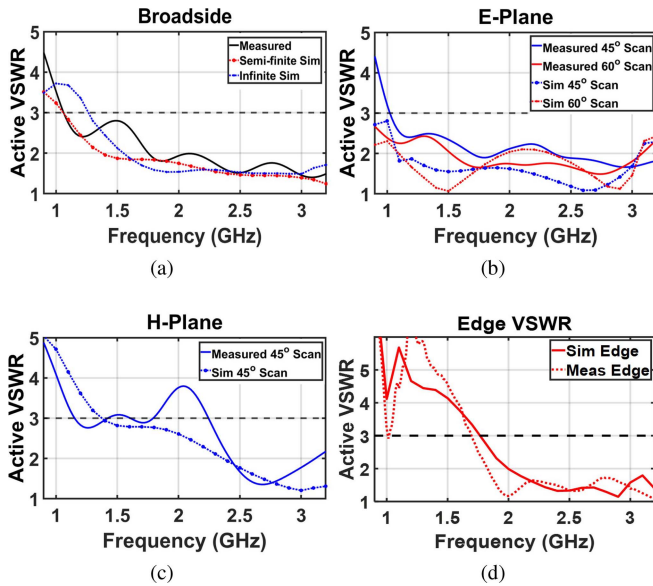 Broadside
Active VSWR
5
4
3
2
1
Measured
Semi-finite Sim
Infinite Sim
1 1.5 2 2.5 3
Frequency (GHz)
(a)
E-Plane
Active VSWR
5
4
3
2
1
Measured 45° Scan
Measured 60° Scan
Sim 45° Scan
Sim 60° Scan
1 1.5 2 2.5 3
Frequency (GHz)
(b)
H-Plane
Active VSWR
5
4
3
2
1
Measured 45° Scan
Sim 45° Scan
1 1.5 2 2.5 3
Frequency (GHz)
(c)
Edge VSWR
Active VSWR
6
5
4
3
2
1
Sim Edge
Meas Edge
1 1.5 2 2.5 3
Frequency (GHz)
(d)